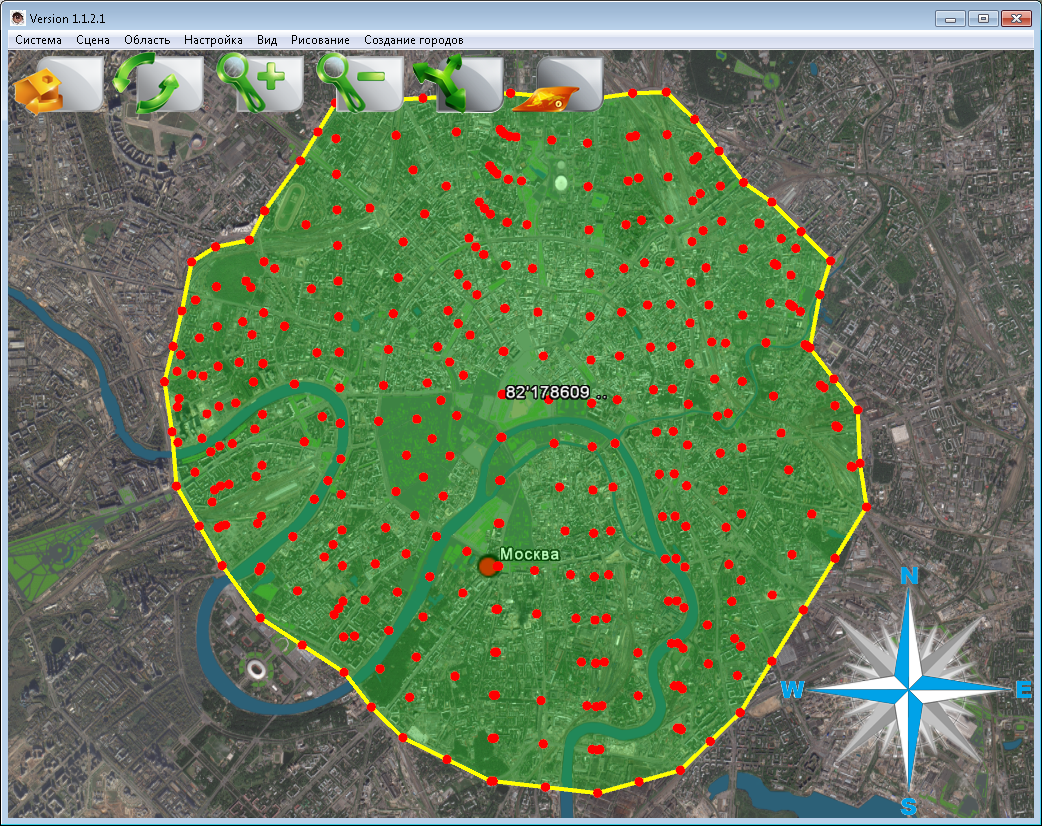 Version 1.1.2.1
Система Сцена Область Настройка Вид Рисование Создание городов
82'178609 ..
Москва
N
W E
S